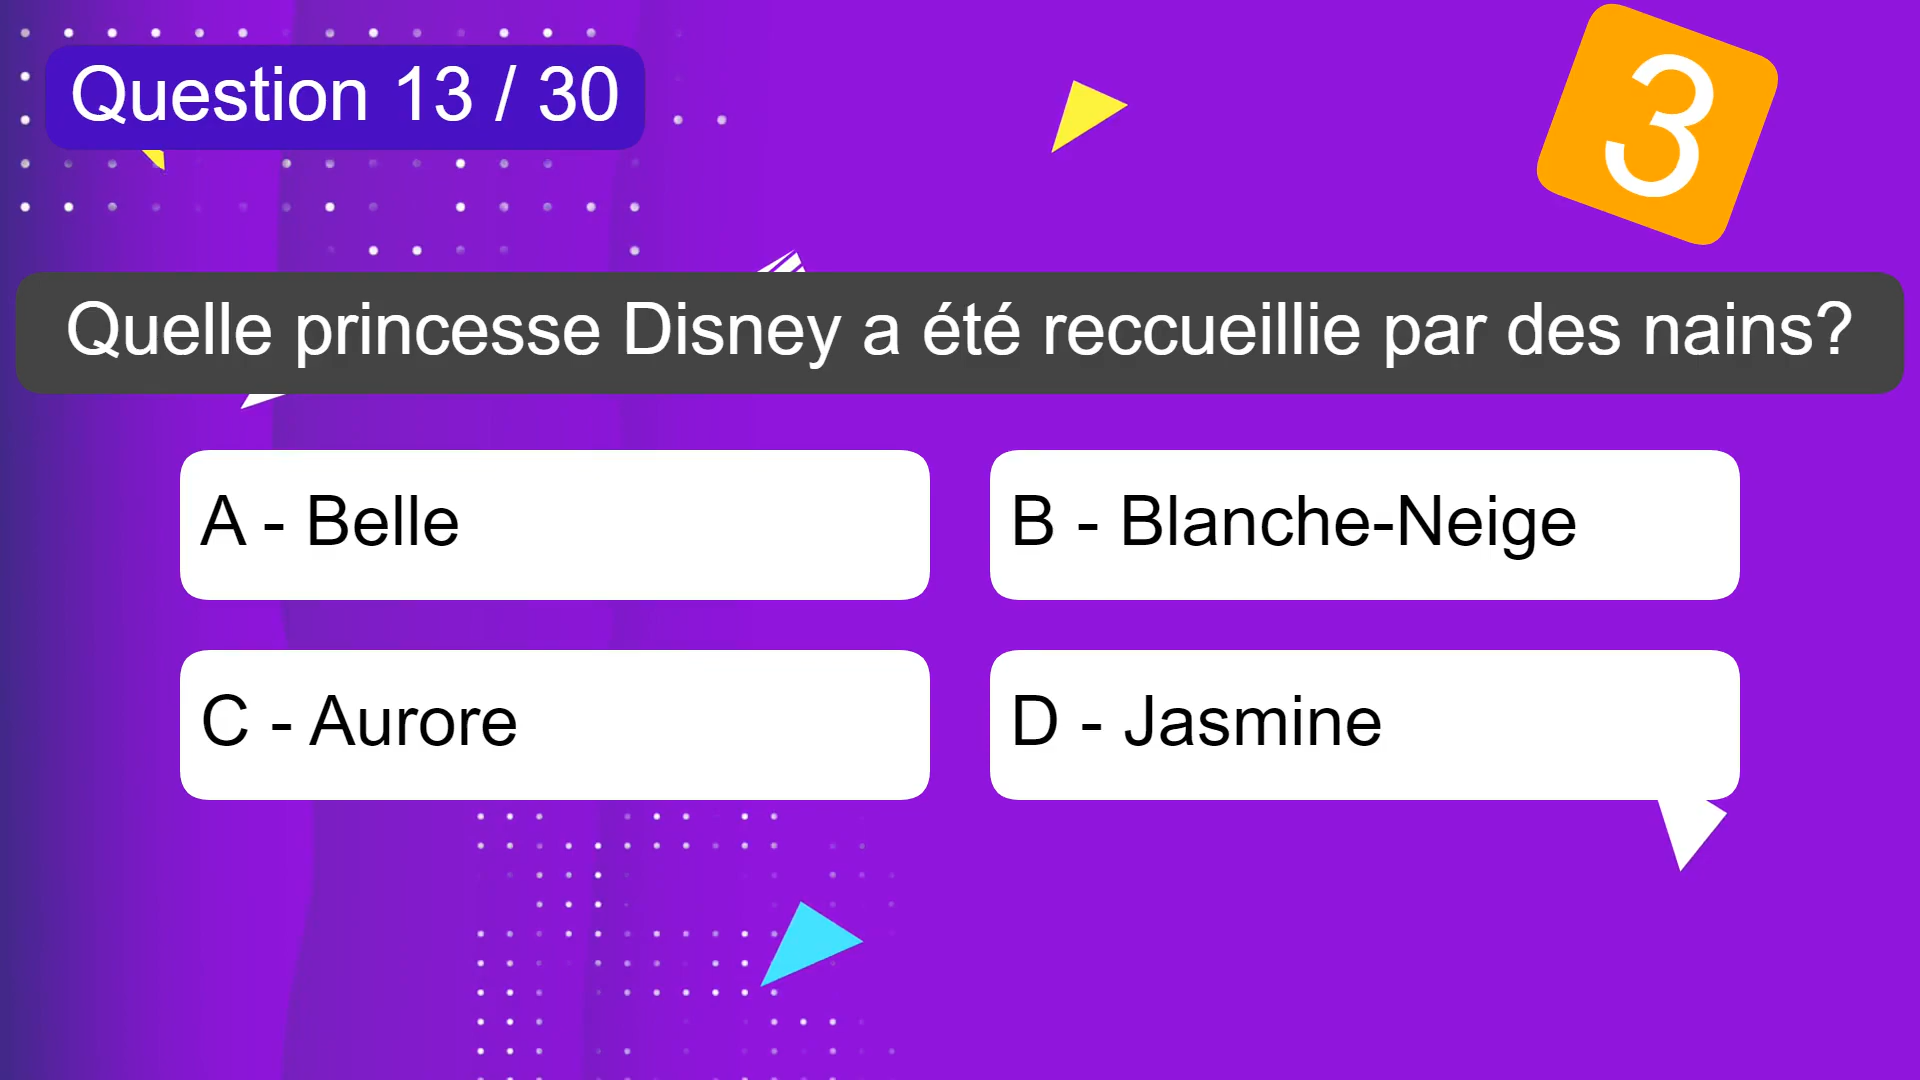 Question 13 / 30
3
Quelle princesse Disney a été reccueillie par des nains?
A - Belle
B - Blanche-Neige
C - Aurore
D - Jasmine